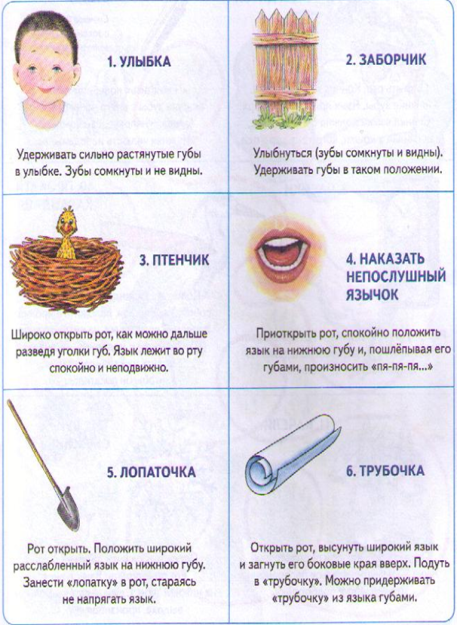 1. УЛЫБКА
Удерживать сильно растянутые губы
в улыбке. Зубы сомкнуты и не видны.
2. ЗАБОРЧИК
Улыбнуться (зубы сомкнуты и видны).
Удерживать губы в таком положении.
3. ПТЕНЧИК
Широко открыть рот, как можно дальше
разведя уголки губ. Язык лежит во рту
спокойно и неподвижно.
4. НАКАЗАТЬ
НЕПОСЛУШНЫЙ
ЯЗЫЧОК
Приоткрыть рот, спокойно положить
язык на нижнюю губу и, пошлёпывая его
губами, произносить «пя-пя-пя...»
5. ЛОПАТОЧКА
Рот открыть. Положить широкий
расслабленный язык на нижнюю губу.
Занести «лопатку» в рот, стараясь
не напрягать язык.
6. ТРУБОЧКА
Открыть рот, высунуть широкий язык
и загнуть его боковые края вверх. Подуть
в «трубочку». Можно придерживать
«трубочку» из языка губами.